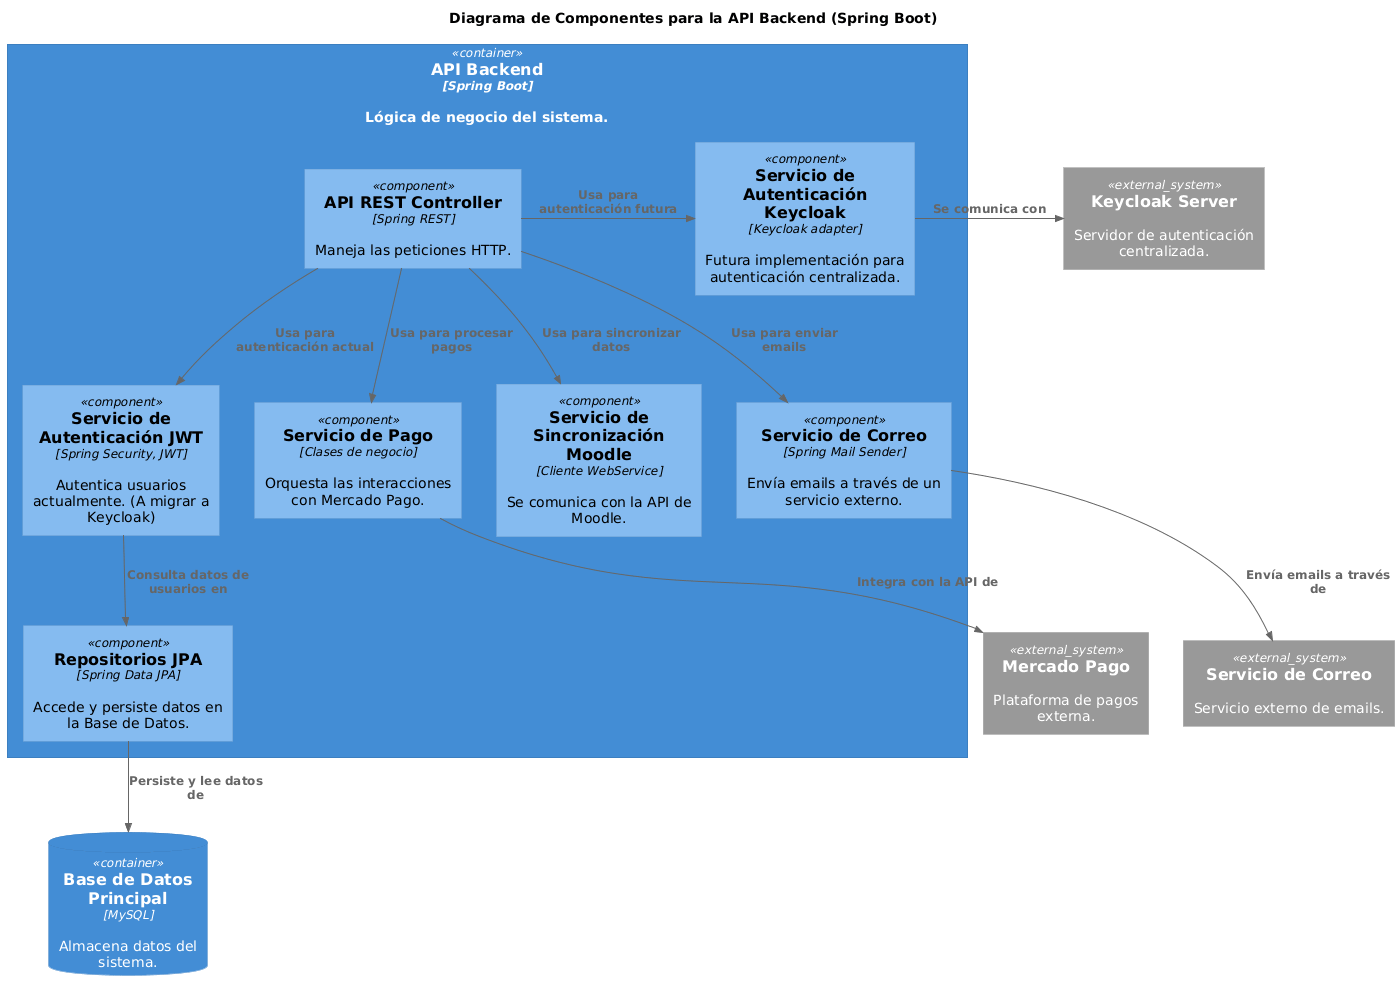 Diagrama de Componentes para la API Backend (Spring Boot)
«container»
API Backend
[Spring Boot]
Lógica de negocio del sistema.
«component»
API REST Controller
[Spring REST]
Maneja las peticiones HTTP.
Usa para
autenticación futura
«component»
Servicio de
Autenticación
Keycloak
[Keycloak adapter]
Futura implementación para
autenticación centralizada.
Se comunica con
«external_system»
Keycloak Server
Servidor de autenticación
centralizada.
Usa para
autenticación actual
Usa para procesar
pagos
Usa para sincronizar
datos
Usa para enviar
emails
«component»
Servicio de
Autenticación JWT
[Spring Security, JWT]
Autentica usuarios
actualmente. (A migrar a
Keycloak)
«component»
Servicio de Pago
[Clases de negocio]
Orquesta las interacciones
con Mercado Pago.
«component»
Servicio de
Sincronización
Moodle
[Cliente WebService]
Se comunica con la API de
Moodle.
«component»
Servicio de Correo
[Spring Mail Sender]
Envía emails a través de un
servicio externo.
Consulta datos de
usuarios en
Integra con la API de
Envía emails a través
de
«component»
Repositorios JPA
[Spring Data JPA]
Accede y persiste datos en
la Base de Datos.
«external_system»
Mercado Pago
Plataforma de pagos
externa.
«external_system»
Servicio de Correo
Servicio externo de emails.
Persiste y lee datos
de
«container»
Base de Datos
Principal
[MySQL]
Almacena datos del
sistema.